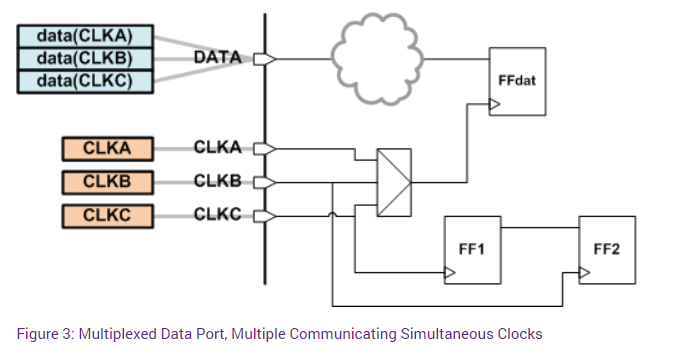 data(CLKA)
data(CLKB)
data(CLKC)
DATA
FFdat
CLKA
CLKA
CLKB
CLKB
CLKC
CLKC
FF1
FF2
Figure 3: Multiplexed Data Port, Multiple Communicating Simultaneous Clocks